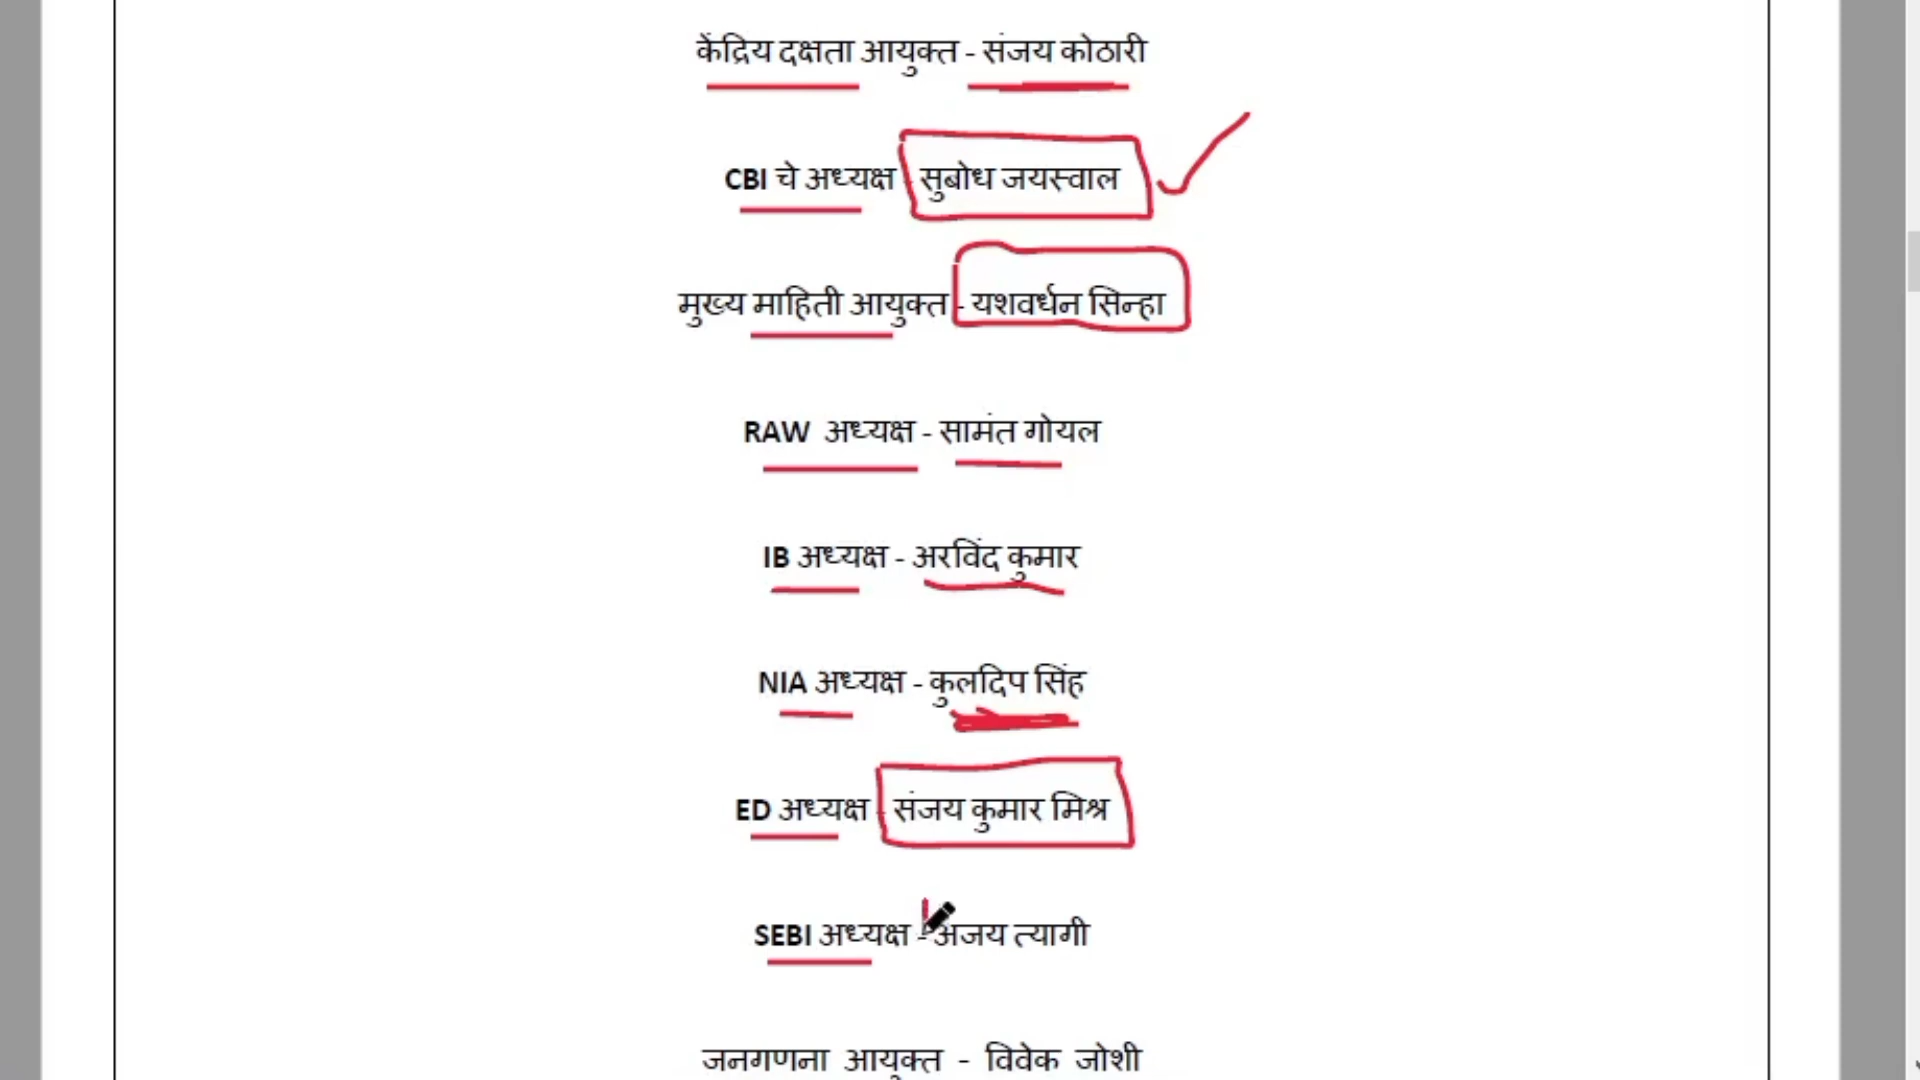 केंद्रिय दक्षता आयुक्त - संजय कोठारी
CBI चे अध्यक्ष - सुबोध जयस्वाल
मुख्य माहिती आयुक्त - यशवर्धन सिन्हा
RAW अध्यक्ष - सामंत गोयल
IB अध्यक्ष - अरविंद कुमार
NIA अध्यक्ष - कुलदिप सिंह
ED अध्यक्ष - संजय कुमार मिश्र
SEBI अध्यक्ष - अजय त्यागी
जनगणना आयुक्त - विवेक जोशी